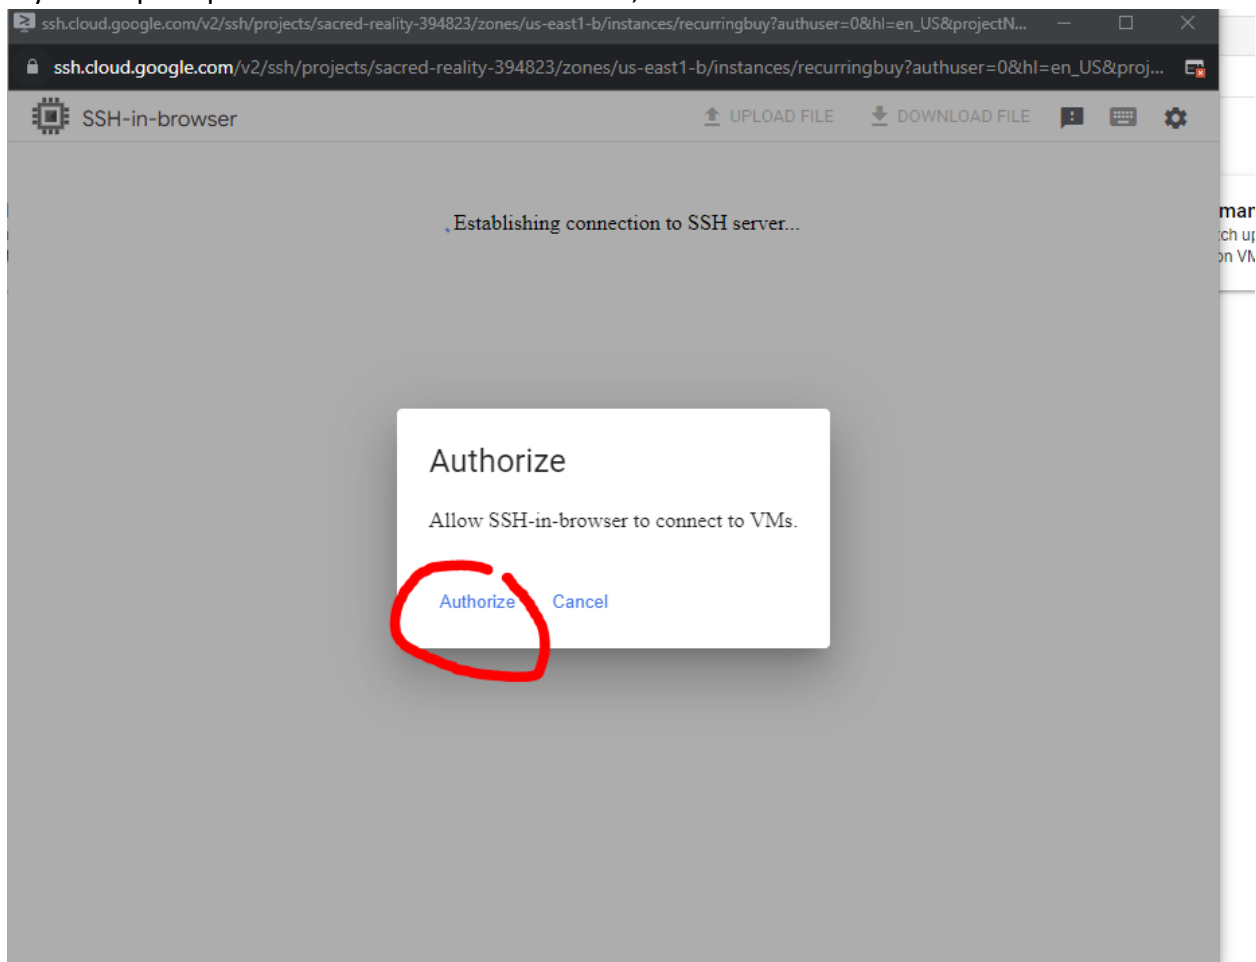 ssh.cloud.google.com/v2/ssh/projects/sacred-reality-394823/zones/us-east1-b/instances/recurringbuy?authuser=0&hl=en_US&projectN...
ssh.cloud.google.com/v2/ssh/projects/sacred-reality-394823/zones/us-east1-b/instances/recurringbuy?authuser=0&hl=en_US&proj...
SSH-in-browser
UPLOAD FILE
DOWNLOAD FILE
Establishing connection to SSH server...
Authorize
Allow SSH-in-browser to connect to VMs.
Authorize
Cancel